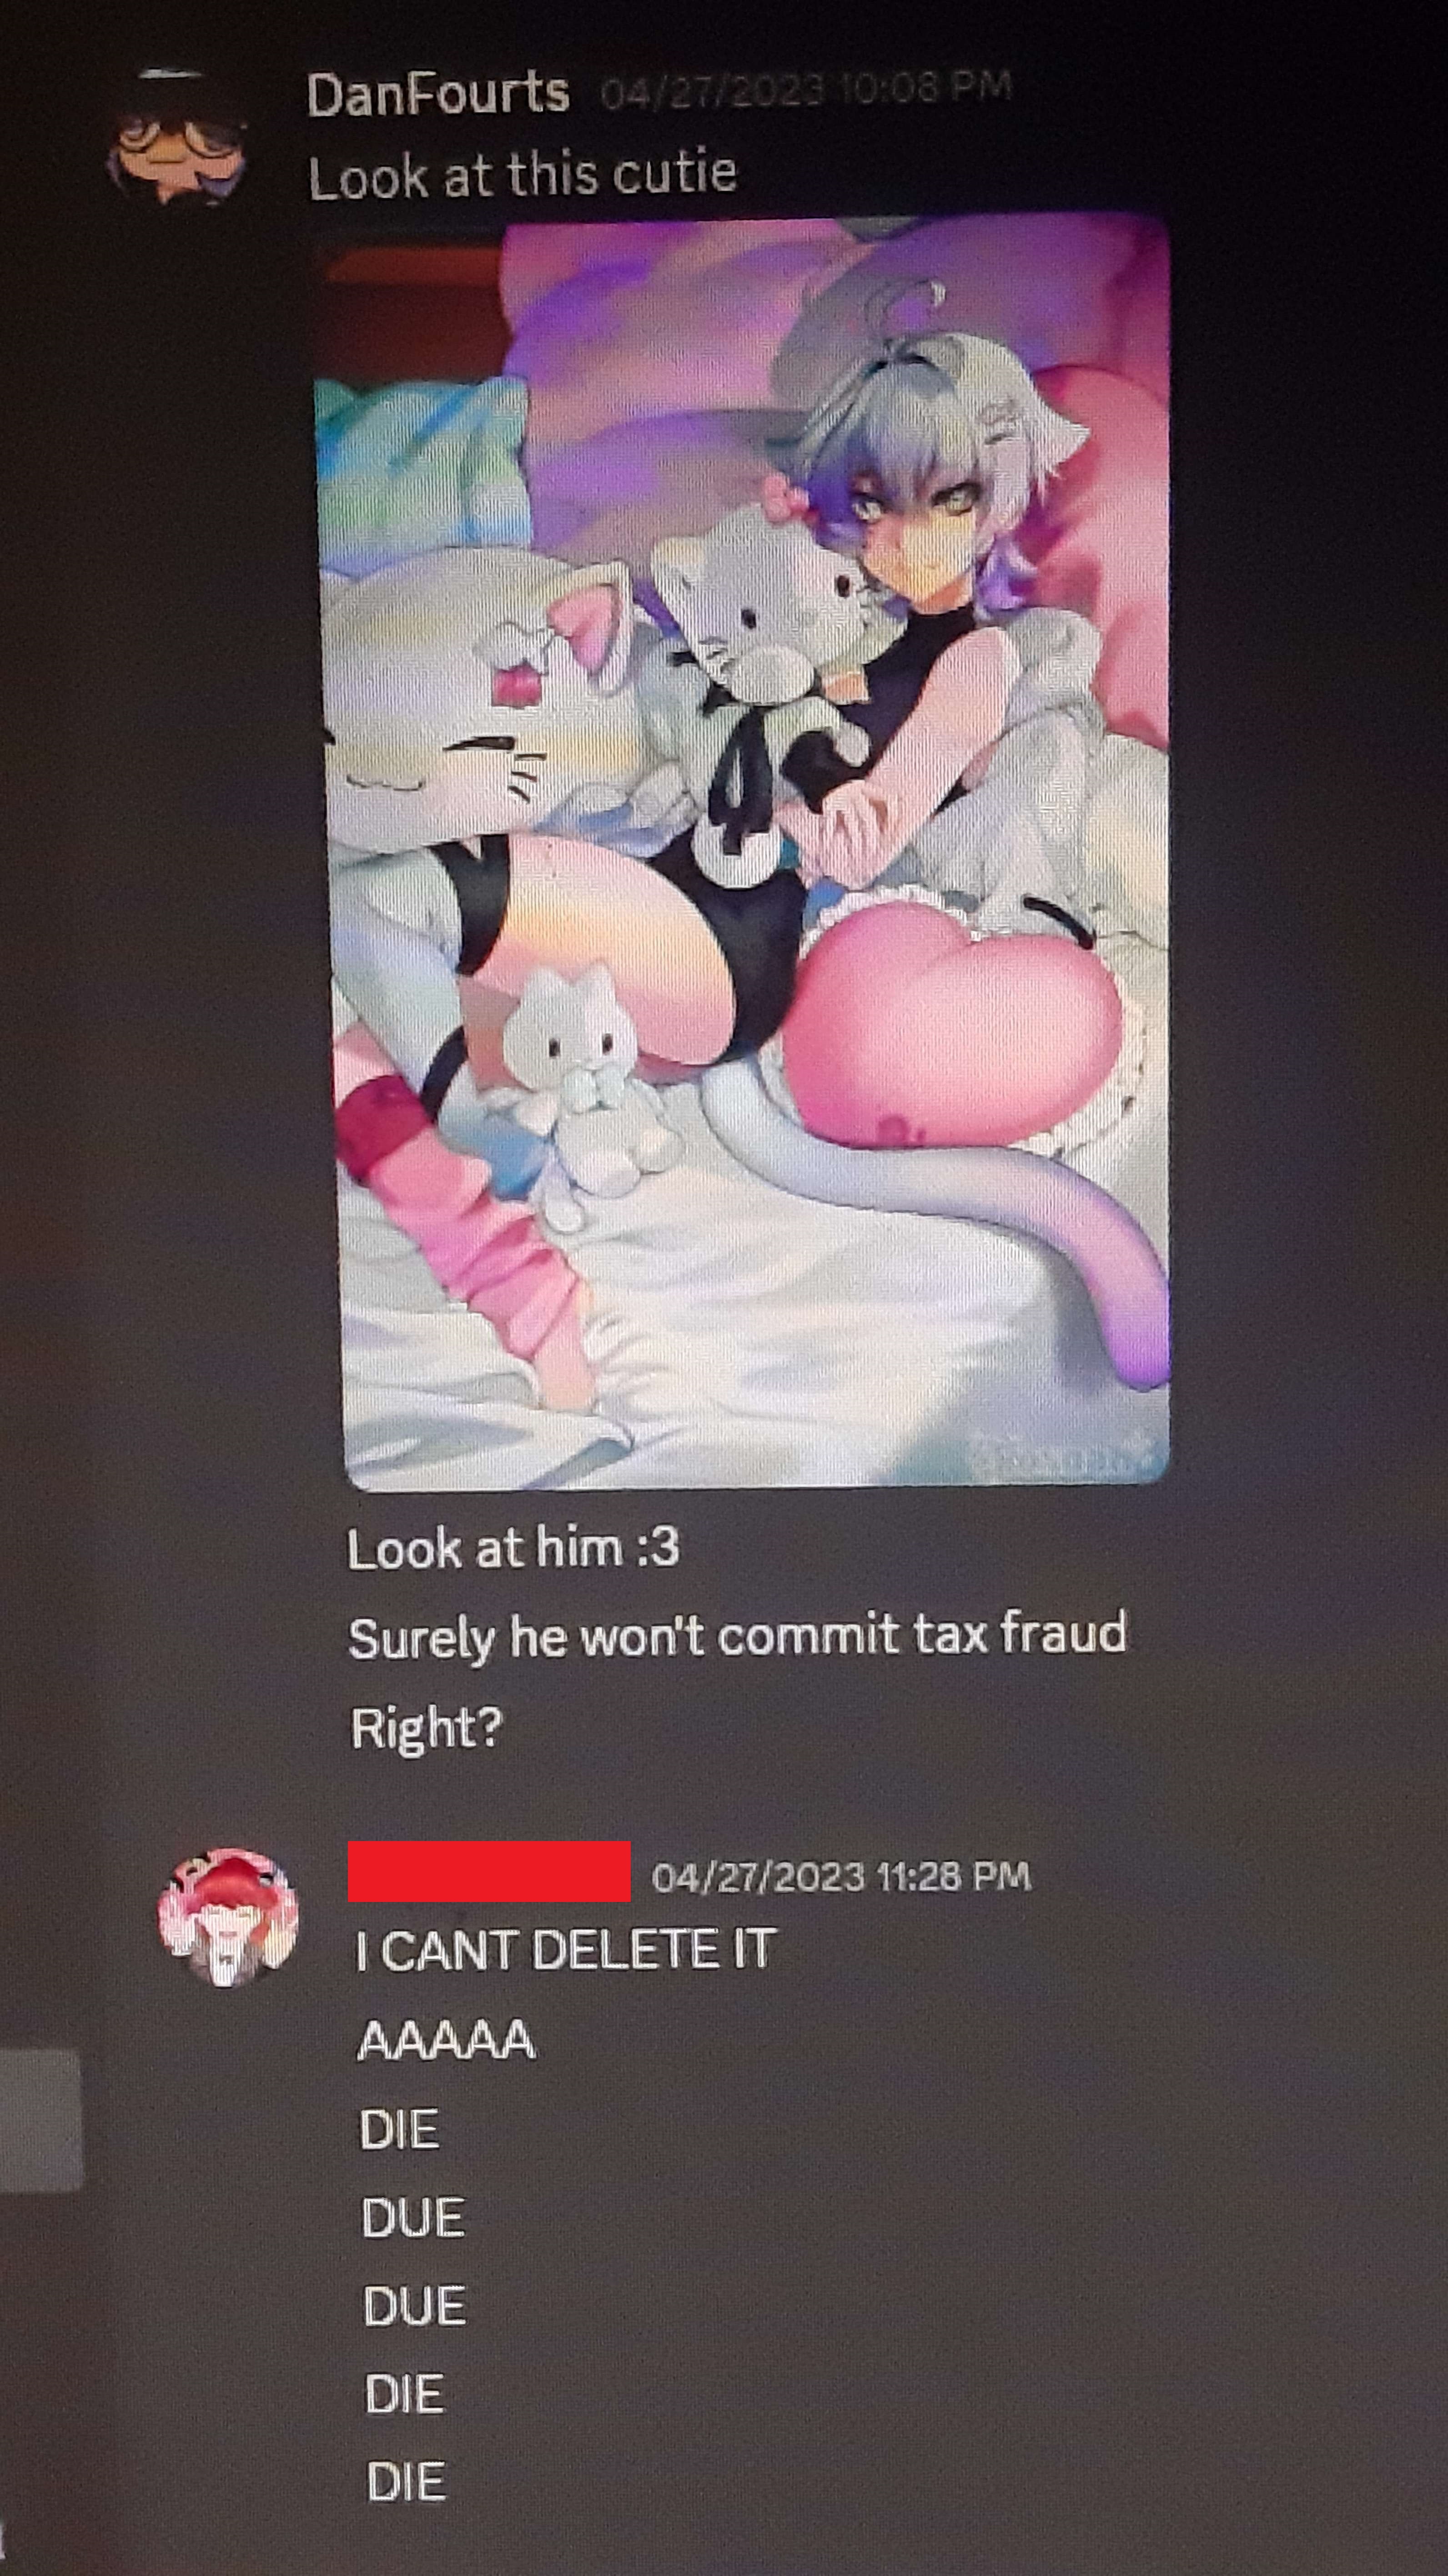 DanFourts 04/27/2023 10:08 PM
Look at this cutie
Look at him :3
Surely he won't commit tax fraud
Right?
04/27/2023 11:28 PM
I CANT DELETE IT
AAAAA
DIE
DUE
DUE
DIE
DIE